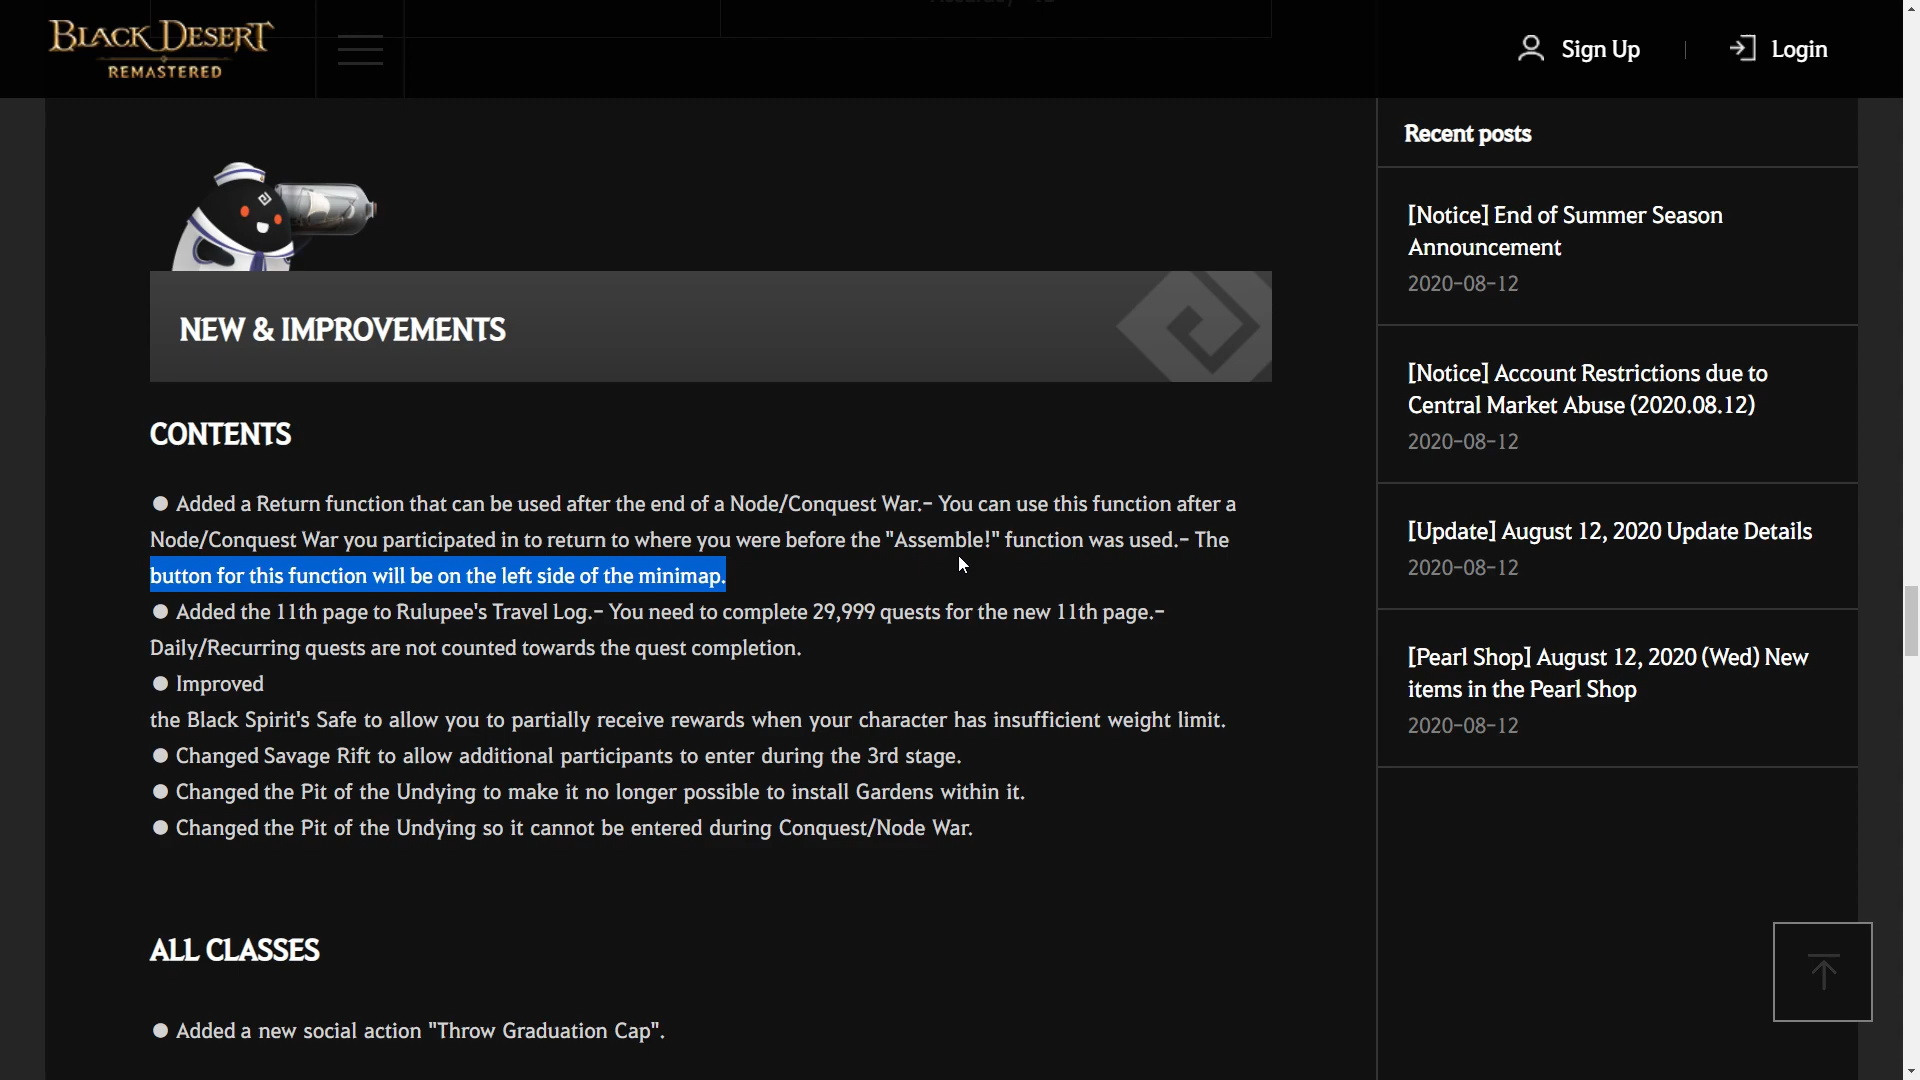 BLACK DESERT
REMASTERED
Sign Up
Login
NEW & IMPROVEMENTS
CONTENTS
● Added a Return function that can be used after the end of a Node/Conquest War.- You can use this function after a
Node/Conquest War you participated in to return to where you were before the "Assemble!" function was used.- The
button for this function will be on the left side of the minimap.
● Added the 11th page to Rulupee's Travel Log.- You need to complete 29,999 quests for the new 11th page.-
Daily/Recurring quests are not counted towards the quest completion.
● Improved
the Black Spirit's Safe to allow you to partially receive rewards when your character has insufficient weight limit.
● Changed Savage Rift to allow additional participants to enter during the 3rd stage.
● Changed the Pit of the Undying to make it no longer possible to install Gardens within it.
● Changed the Pit of the Undying so it cannot be entered during Conquest/Node War.
ALL CLASSES
● Added a new social action "Throw Graduation Cap".
Recent posts
[Notice] End of Summer Season
Announcement
2020-08-12
[Notice] Account Restrictions due to
Central Market Abuse (2020.08.12)
2020-08-12
[Update] August 12, 2020 Update Details
2020-08-12
[Pearl Shop] August 12, 2020 (Wed) New
items in the Pearl Shop
2020-08-12